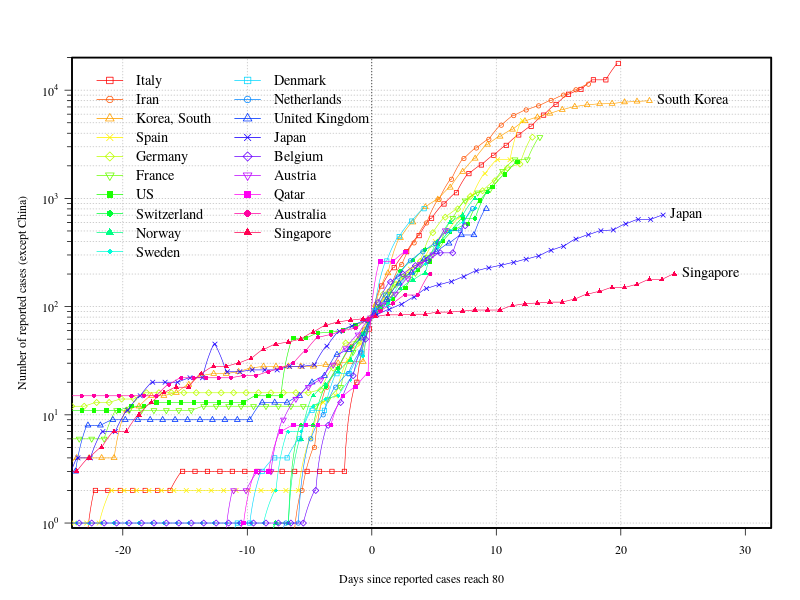 10⁴
10³
10²
10¹
10⁰
Number of reported cases (except China)
Italy
Iran
Korea, South
Spain
Germany
France
US
Switzerland
Norway
Sweden
Denmark
Netherlands
United Kingdom
Japan
Belgium
Austria
Qatar
Australia
Singapore
South Korea
Japan
Singapore
-20 -10 0 10 20 30
Days since reported cases reach 80